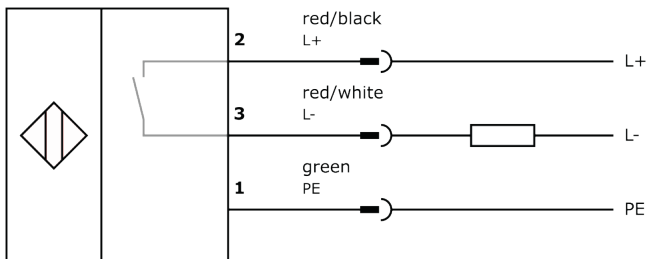 red/black
2 L+
L+
red/white
3 L-
L-
green
1 PE
PE